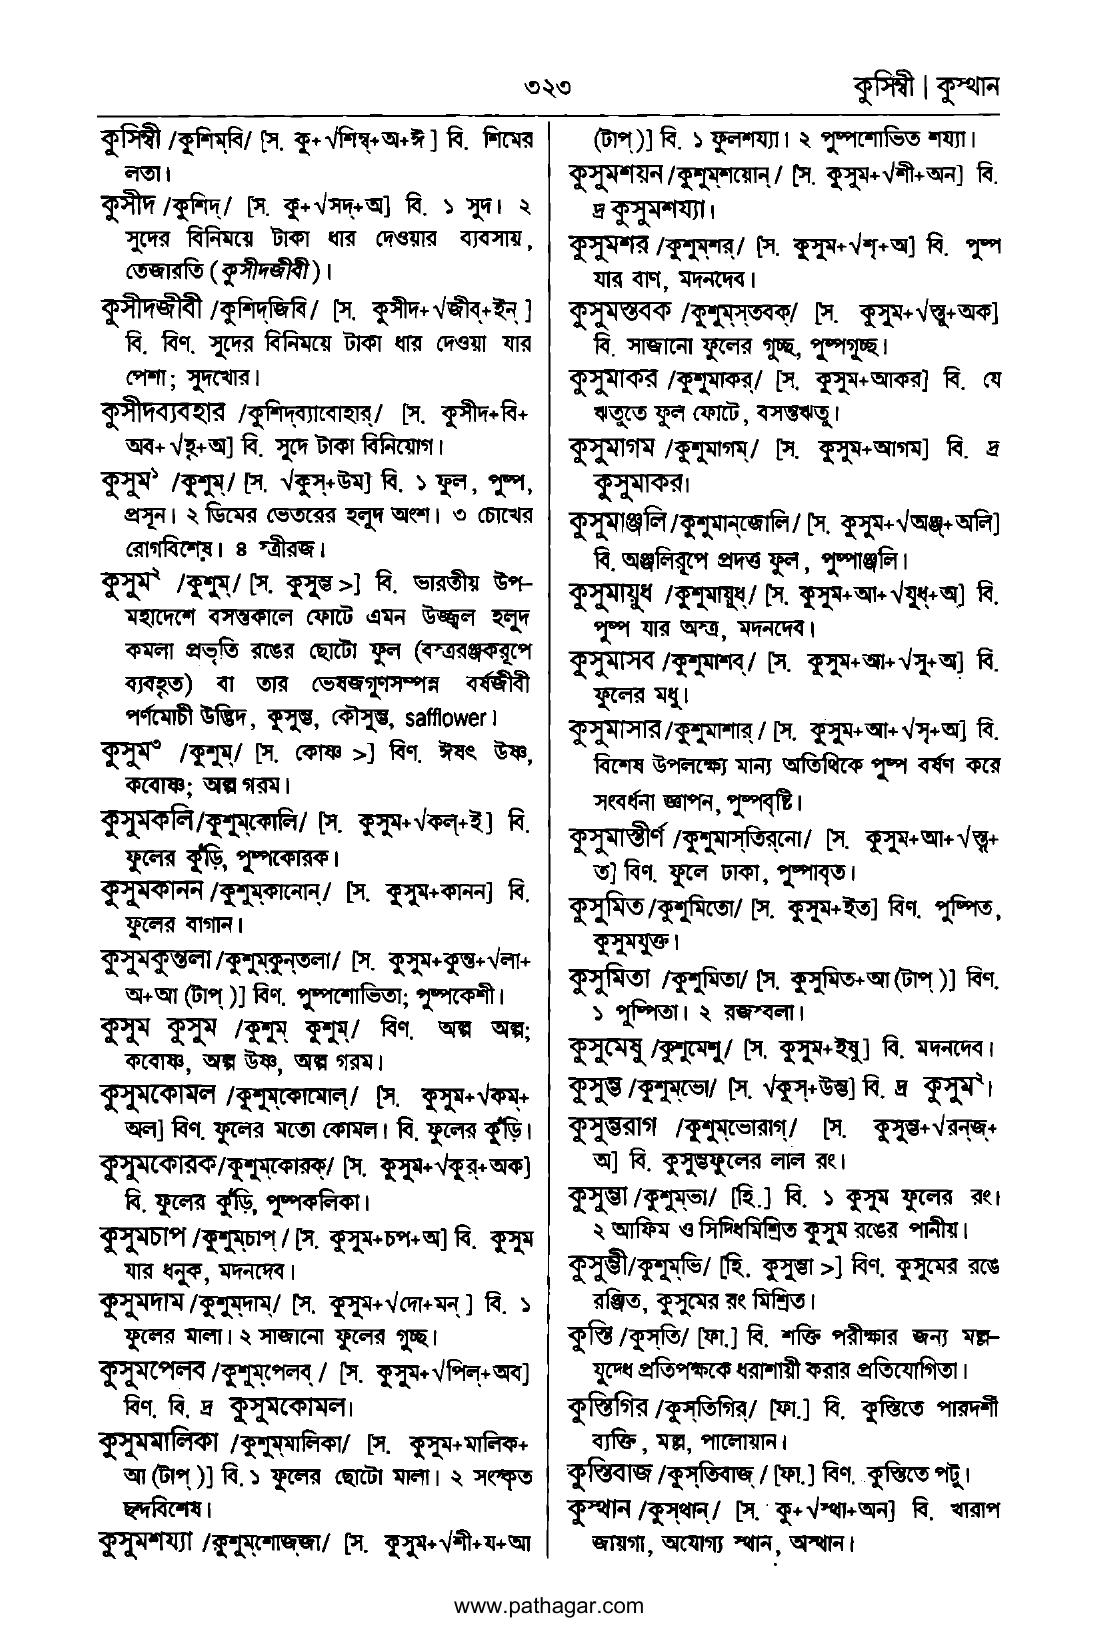 ৩২৩
কুসিম্বী | কুস্থান
কুসিম্বী /কুশিম্‌বি/ [স. কু+√শিম্ব্‌+অ+ঈ] বি. শিমের
লতা।
কুসীদ /কুশিদ্‌/ [স. কু+√সদ্‌+অ] বি. ১ সুদ। ২
সুদের বিনিময়ে টাকা ধার দেওয়ার ব্যবসায়,
তেজারতি (কুসীদজীবী)।
কুসীদজীবী /কুশিদ্‌জিবি/ [স. কুসীদ+√জীব্‌+ইন্‌]
বি. বিণ. সুদের বিনিময়ে টাকা ধার দেওয়া যার
পেশা; সুদখোর।
কুসীদব্যবহার /কুশিদ্‌ব্যাবোহার্‌/ [স. কুসীদ+বি+
অব+√হৃ+অ] বি. সুদে টাকা বিনিয়োগ।
কুসুম১ /কুশুম্‌/ [স. √কুস্‌+উম] বি. ১ ফুল, পুষ্প,
প্রসূন। ২ ডিমের ভেতরের হলুদ অংশ। ৩ চোখের
রোগবিশেষ। ৪ স্ত্রীরজ।
কুসুম২ /কুশুম্‌/ [স. কুসুম্ভ >] বি. ভারতীয় উপ-
মহাদেশে বসন্তকালে ফোটে এমন উজ্জ্বল হলুদ
কমলা প্রভৃতি রঙের ছোটো ফুল (বস্ত্ররঞ্জকরূপে
ব্যবহৃত) বা তার ভেষজগুণসম্পন্ন বর্ষজীবী
পর্ণমোচী উদ্ভিদ, কুসুম্ভ, কৌসুম্ভ, safflower।
কুসুম৩ /কুশুম্‌/ [স. কোষ্ণ >] বিণ. ঈষৎ উষ্ণ,
কবোষ্ণ; অল্প গরম।
কুসুমকলি/কুশুম্‌কোলি/ [স. কুসুম+√কল্‌+ই] বি.
ফুলের কুঁড়ি, পুষ্পকোরক।
কুসুমকানন /কুশুম্‌কানোন্‌/ [স. কুসুম+কানন] বি.
ফুলের বাগান।
কুসুমকুন্তলা /কুশুম্‌কুন্‌তলা/ [স. কুসুম+কুন্ত+√লা+
অ+আ (টাপ্‌)] বিণ. পুষ্পশোভিতা; পুষ্পকেশী।
কুসুম কুসুম /কুশুম্‌ কুশুম্‌/ বিণ. অল্প অল্প;
কবোষ্ণ, অল্প উষ্ণ, অল্প গরম।
কুসুমকোমল /কুশুম্‌কোমোল্‌/ [স. কুসুম+√কম্‌+
অল] বিণ. ফুলের মতো কোমল। বি. ফুলের কুঁড়ি।
কুসুমকোরক/কুশুম্‌কোরক্‌/ [স. কুসুম+√কুর্‌+অক]
বি. ফুলের কুঁড়ি, পুষ্পকলিকা।
কুসুমচাপ /কুশুম্‌চাপ্‌/ [স. কুসুম+চপ+অ] বি. কুসুম
যার ধনুক, মদনদেব।
কুসুমদাম /কুশুম্‌দাম/ [স. কুসুম+√দো+মন্‌] বি. ১
ফুলের মালা। ২ সাজানো ফুলের গুচ্ছ।
কুসুমপেলব /কুশুম্‌পেলব্‌/ [স. কুসুম+√পিল্‌+অব]
বিণ. বি. দ্র কুসুমকোমল।
কুসুমমালিকা /কুশুম্‌মালিকা/ [স. কুসুম+মালিক+
আ (টাপ্‌)] বি. ১ ফুলের ছোটো মালা। ২ সংস্কৃত
ছন্দবিশেষ।
কুসুমশয্যা /কুশুম্‌শোজ্‌জা/ [স. কুসুম+√শী+য+আ
(টাপ্‌)] বি. ১ ফুলশয্যা। ২ পুষ্পশোভিত শয্যা।
কুসুমশয়ন /কুশুম্‌শয়োন্‌/ [স. কুসুম+√শী+অন] বি.
দ্র কুসুমশয্যা।
কুসুমশর /কুশুম্‌শর্‌/ [স. কুসুম+√শৃ+অ] বি. পুষ্প
যার বাণ, মদনদেব।
কুসুমস্তবক /কুশুম্‌স্‌তবক্‌/ [স. কুসুম+√স্তু+অক]
বি. সাজানো ফুলের গুচ্ছ, পুষ্পগুচ্ছ।
কুসুমাকর /কুশুমাকর্‌/ [স. কুসুম+আকর] বি. যে
ঋতুতে ফুল ফোটে, বসন্তঋতু।
কুসুমাগম /কুশুমাগম্‌/ [স. কুসুম+আগম] বি. দ্র
কুসুমাকর।
কুসুমাঞ্জলি /কুশুমান্‌জোলি/ [স. কুসুম+√অঞ্জ্‌+অলি]
বি. অঞ্জলিরূপে প্রদত্ত ফুল, পুষ্পাঞ্জলি।
কুসুমায়ুধ /কুশুমায়ুধ্‌/ [স. কুসুম+আ+√যুধ্‌+অ] বি.
পুষ্প যার অস্ত্র, মদনদেব।
কুসুমাসব /কুশুমাশব্‌/ [স. কুসুম+আ+√সূ+অ] বি.
ফুলের মধু।
কুসুমাসার /কুশুমাশার্‌/ [স. কুসুম+আ+√সৃ+অ] বি.
বিশেষ উপলক্ষ্যে মান্য অতিথিকে পুষ্প বর্ষণ করে
সংবর্ধনা জ্ঞাপন, পুষ্পবৃষ্টি।
কুসুমাস্তীর্ণ /কুশুমাস্‌তির্‌নো/ [স. কুসুম+আ+√স্তৃ+
ত] বিণ. ফুলে ঢাকা, পুষ্পাবৃত।
কুসুমিত /কুশুমিতো/ [স. কুসুম+ইত] বিণ. পুষ্পিত,
কুসুমযুক্ত।
কুসুমিতা /কুশুমিতা/ [স. কুসুমিত+আ (টাপ্‌)] বিণ.
১ পুষ্পিতা। ২ রজস্বলা।
কুসুমেষু /কুশুমেশু/ [স. কুসুম+ইষু] বি. মদনদেব।
কুসুম্ভ /কুশুম্‌ভো/ [স. √কুস্‌+উম্ভ] বি. দ্র কুসুম২।
কুসুম্ভরাগ /কুশুম্‌ভোরাগ্‌/ [স. কুসুম্ভ+√রন্‌জ্‌+
অ] বি. কুসুম্ভফুলের লাল রং।
কুসুম্ভা /কুশুম্‌ভা/ [হি.] বি. ১ কুসুম ফুলের রং।
২ আফিম ও সিদ্ধিমিশ্রিত কুসুম রঙের পানীয়।
কুসুম্ভী/কুশুম্‌ভি/ [হি. কুসুম্ভা >] বিণ. কুসুমের রঙে
রঞ্জিত, কুসুমের রং মিশ্রিত।
কুস্তি /কুস্‌তি/ [ফা.] বি. শক্তি পরীক্ষার জন্য মল্ল-
যুদ্ধে প্রতিপক্ষকে ধরাশায়ী করার প্রতিযোগিতা।
কুস্তিগির /কুস্‌তিগির্‌/ [ফা.] বি. কুস্তিতে পারদর্শী
ব্যক্তি, মল্ল, পালোয়ান।
কুস্তিবাজ /কুস্‌তিবাজ্‌/ [ফা.] বিণ. কুস্তিতে পটু।
কুস্থান /কুস্‌থান্‌/ [স. কু+√স্থা+অন] বি. খারাপ
জায়গা, অযোগ্য স্থান, অস্থান।
www.pathagar.com